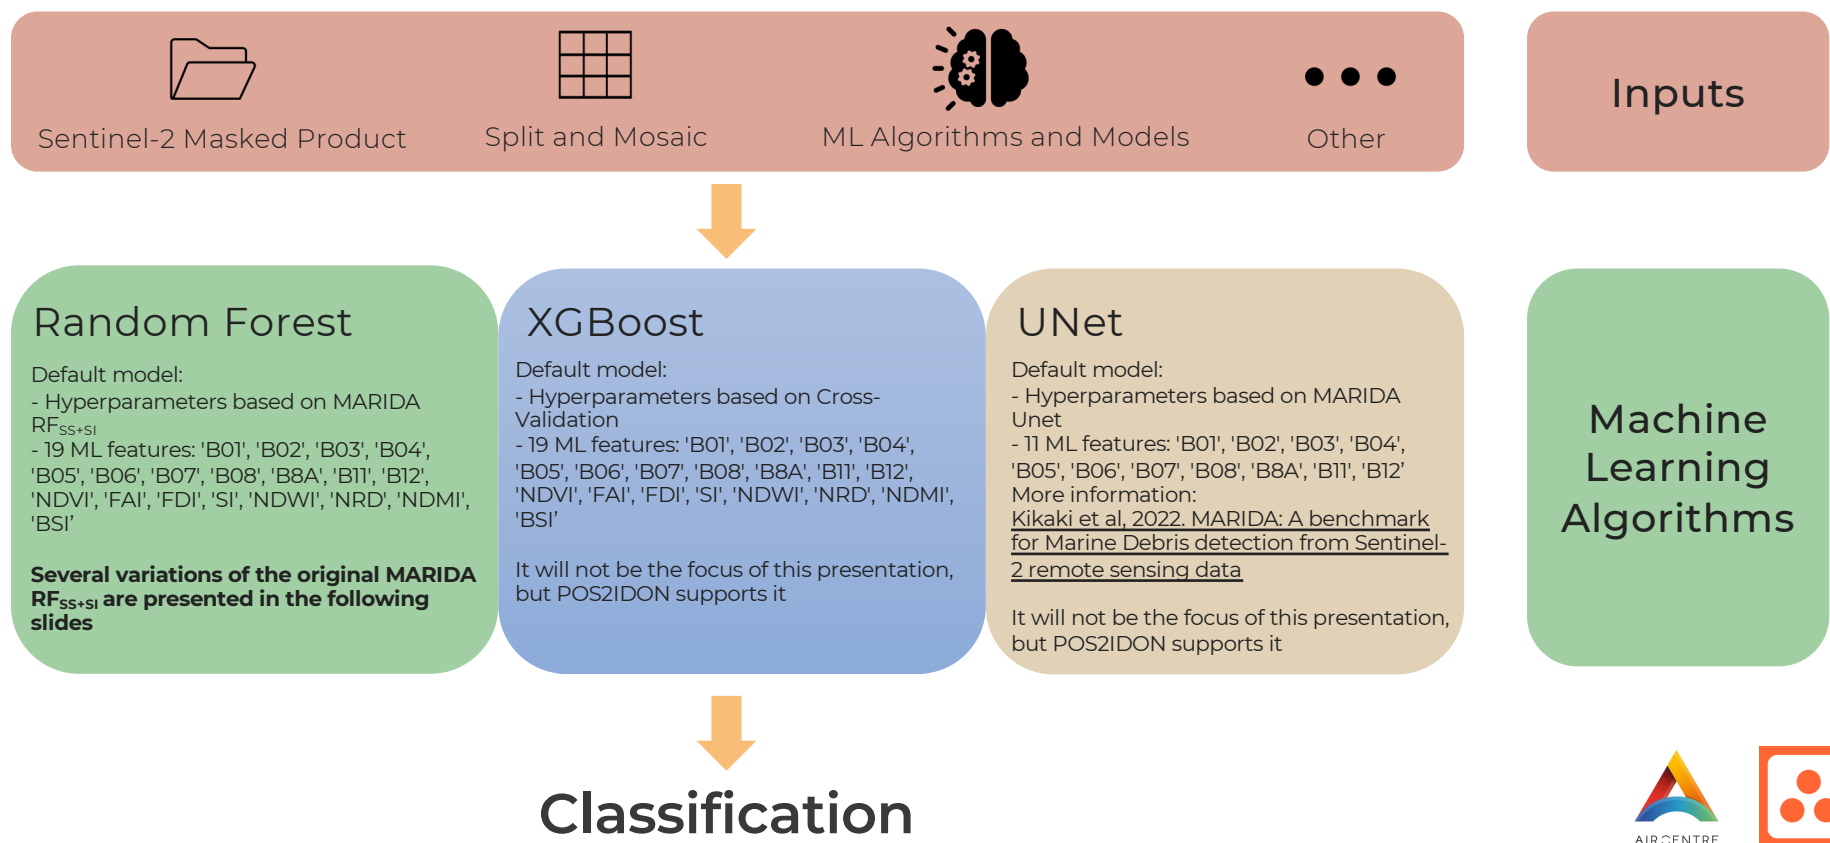 Sentinel-2 Masked Product
Split and Mosaic
ML Algorithms and Models
Other
Inputs
Random Forest
Default model:
- Hyperparameters based on MARIDA
RFSS+SI
- 19 ML features: 'B01', 'B02', 'B03', 'B04',
'B05', 'B06', 'B07', 'B08', 'B8A', 'B11', 'B12',
'NDVI', 'FAI', 'FDI', 'SI', 'NDWI', 'NRD', 'NDMI',
'BSI’
Several variations of the original MARIDA
RFSS+SI are presented in the following
slides
XGBoost
Default model:
- Hyperparameters based on Cross-
Validation
- 19 ML features: 'B01', 'B02', 'B03', 'B04',
'B05', 'B06', 'B07', 'B08', 'B8A', 'B11', 'B12',
'NDVI', 'FAI', 'FDI', 'SI', 'NDWI', 'NRD', 'NDMI',
'BSI’
It will not be the focus of this presentation,
but POS2IDON supports it
UNet
Default model:
- Hyperparameters based on MARIDA
Unet
- 11 ML features: 'B01', 'B02', 'B03', 'B04',
'B05', 'B06', 'B07', 'B08', 'B8A', 'B11', 'B12’
More information:
Kikaki et al, 2022. MARIDA: A benchmark
for Marine Debris detection from Sentinel-
2 remote sensing data
It will not be the focus of this presentation,
but POS2IDON supports it
Machine
Learning
Algorithms
Classification
AIR CENTRE